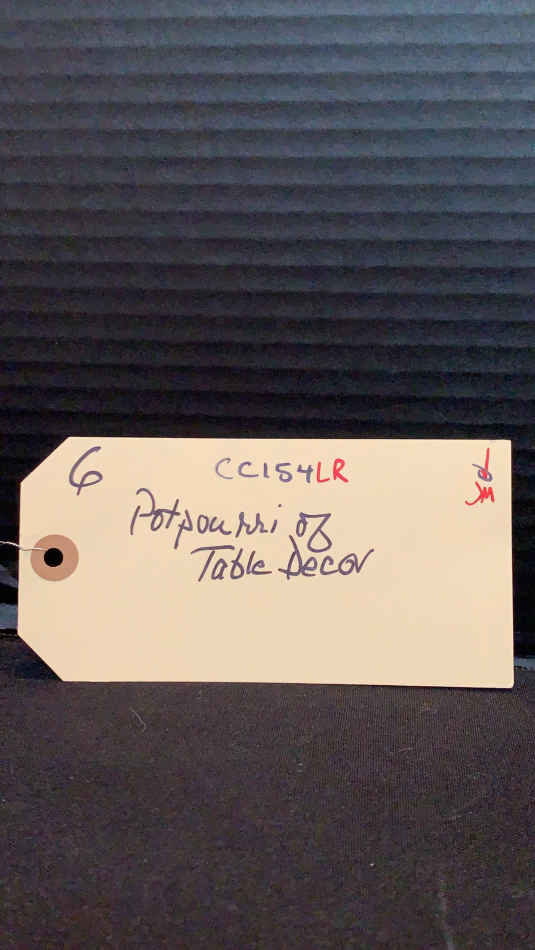 6 CC154LR
Potpourri of
Table Decor